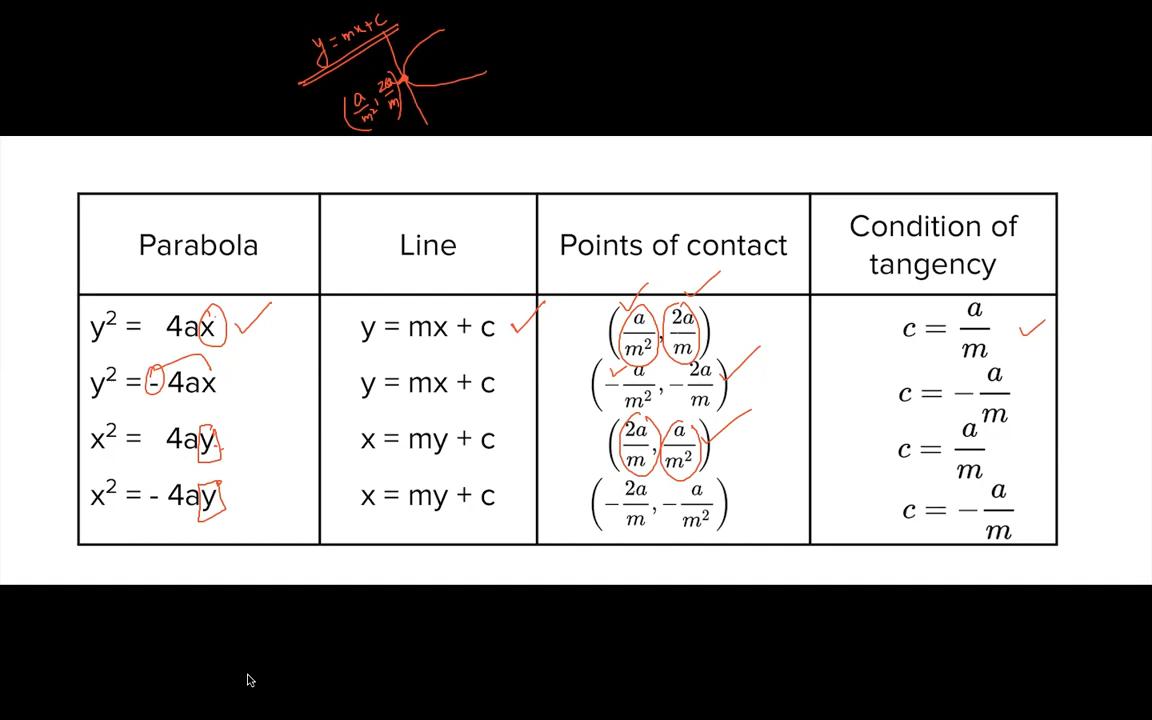 y = mx + c
(a/m², 2a/m)
Parabola Line Points of contact Condition of tangency
y² = 4ax y = mx + c (a/m², 2a/m) c = a/m
y² = - 4ax y = mx + c (-a/m², -2a/m) c = -a/m
x² = 4ay x = my + c (2a/m, a/m²) c = a/m
x² = - 4ay x = my + c (-2a/m, -a/m²) c = -a/m